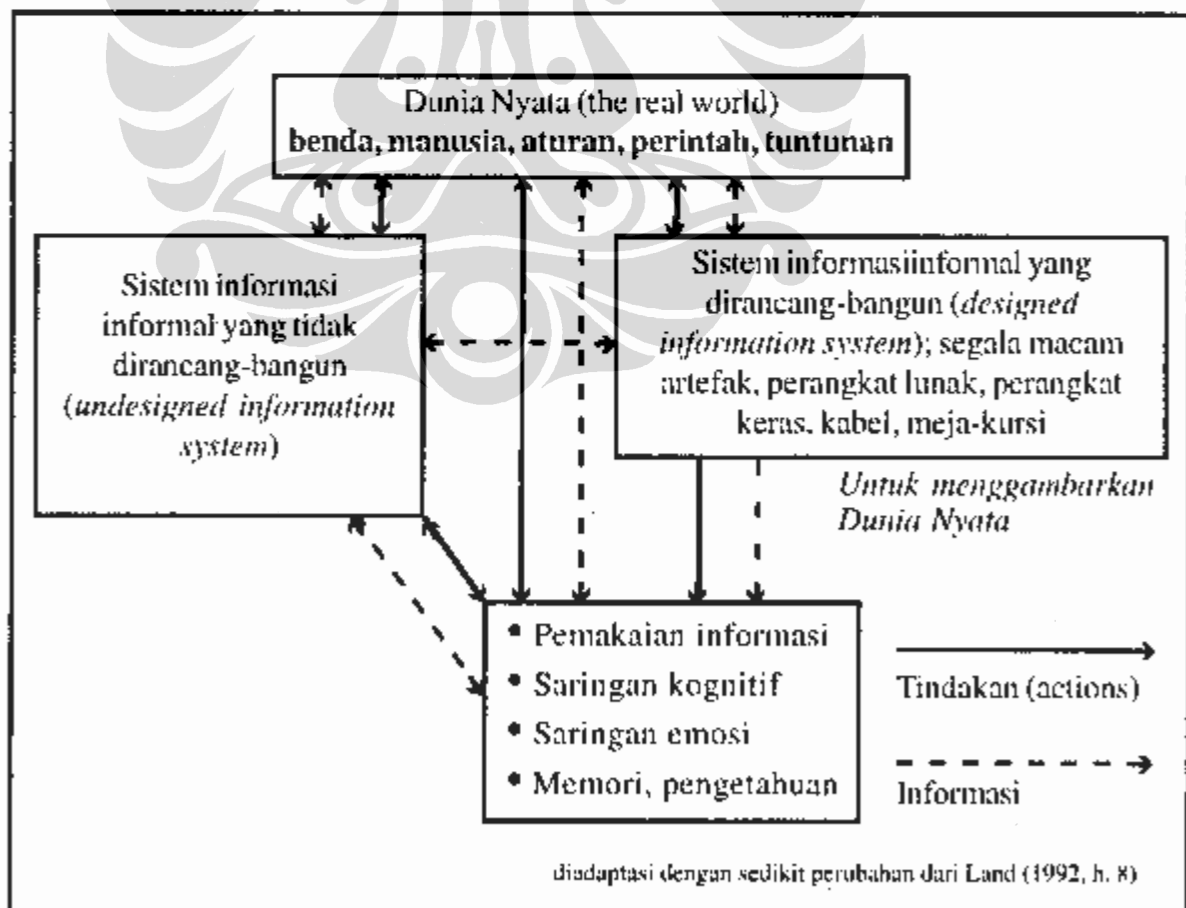 Dunia Nyata (the real world)
benda, manusia, aturan, perintah, tuntunan
Sistem informasi
informal yang tidak
dirancang-bangun
(undesigned information
system)
Sistem informasiinformal yang
dirancang-bangun (designed
information system); segala macam
artefak, perangkat lunak, perangkat
keras, kabel, meja-kursi
Untuk menggambarkan
Dunia Nyata
• Pemakaian informasi
• Saringan kognitif
• Saringan emosi
• Memori, pengetahuan
Tindakan (actions)
Informasi
diadaptasi dengan sedikit perubahan dari Land (1992, h. 8)